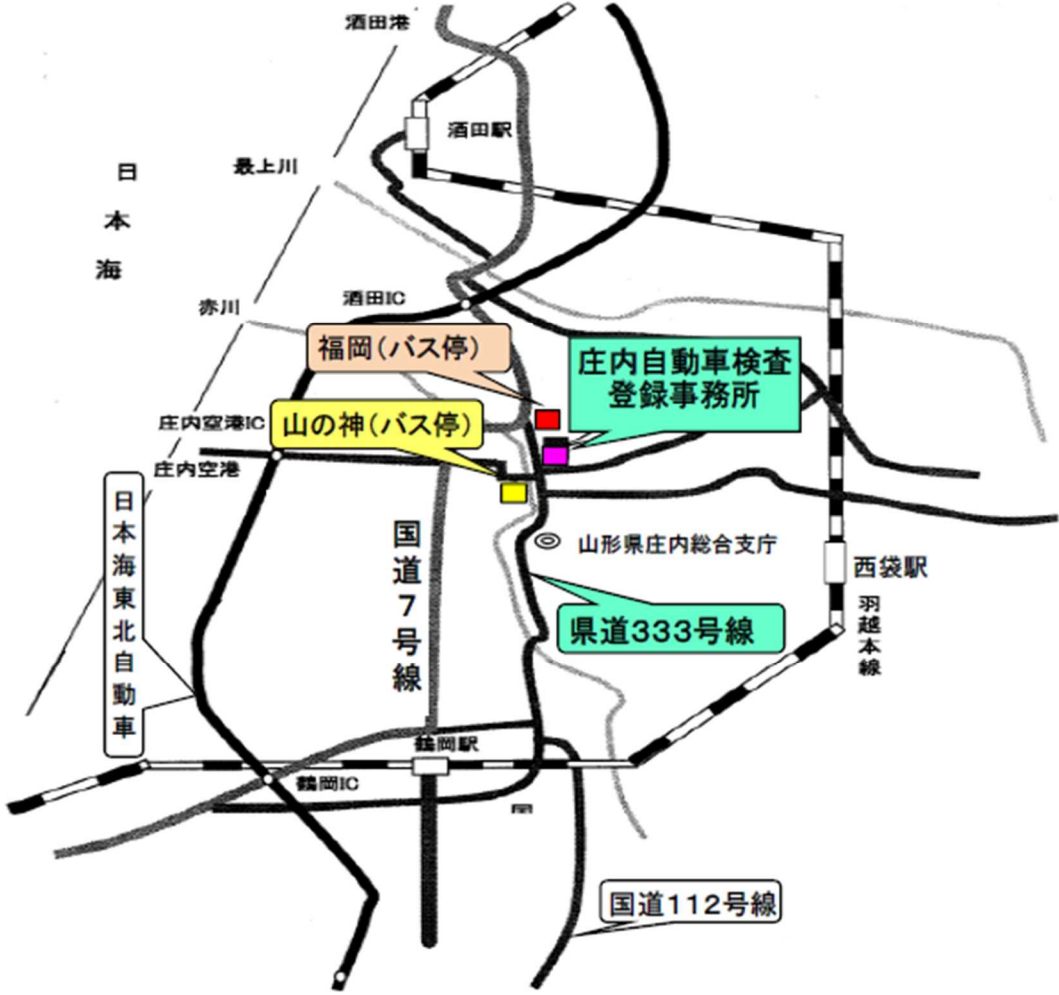 酒田港
酒田駅
最上川
日本海
赤川
酒田IC
福岡(バス停)
庄内自動車検査
登録事務所
庄内空港IC
山の神(バス停)
庄内空港
日本海東北自動車
国道7号線
山形県庄内総合支庁
西袋駅
羽越本線
県道333号線
鶴岡駅
鶴岡IC
国道112号線